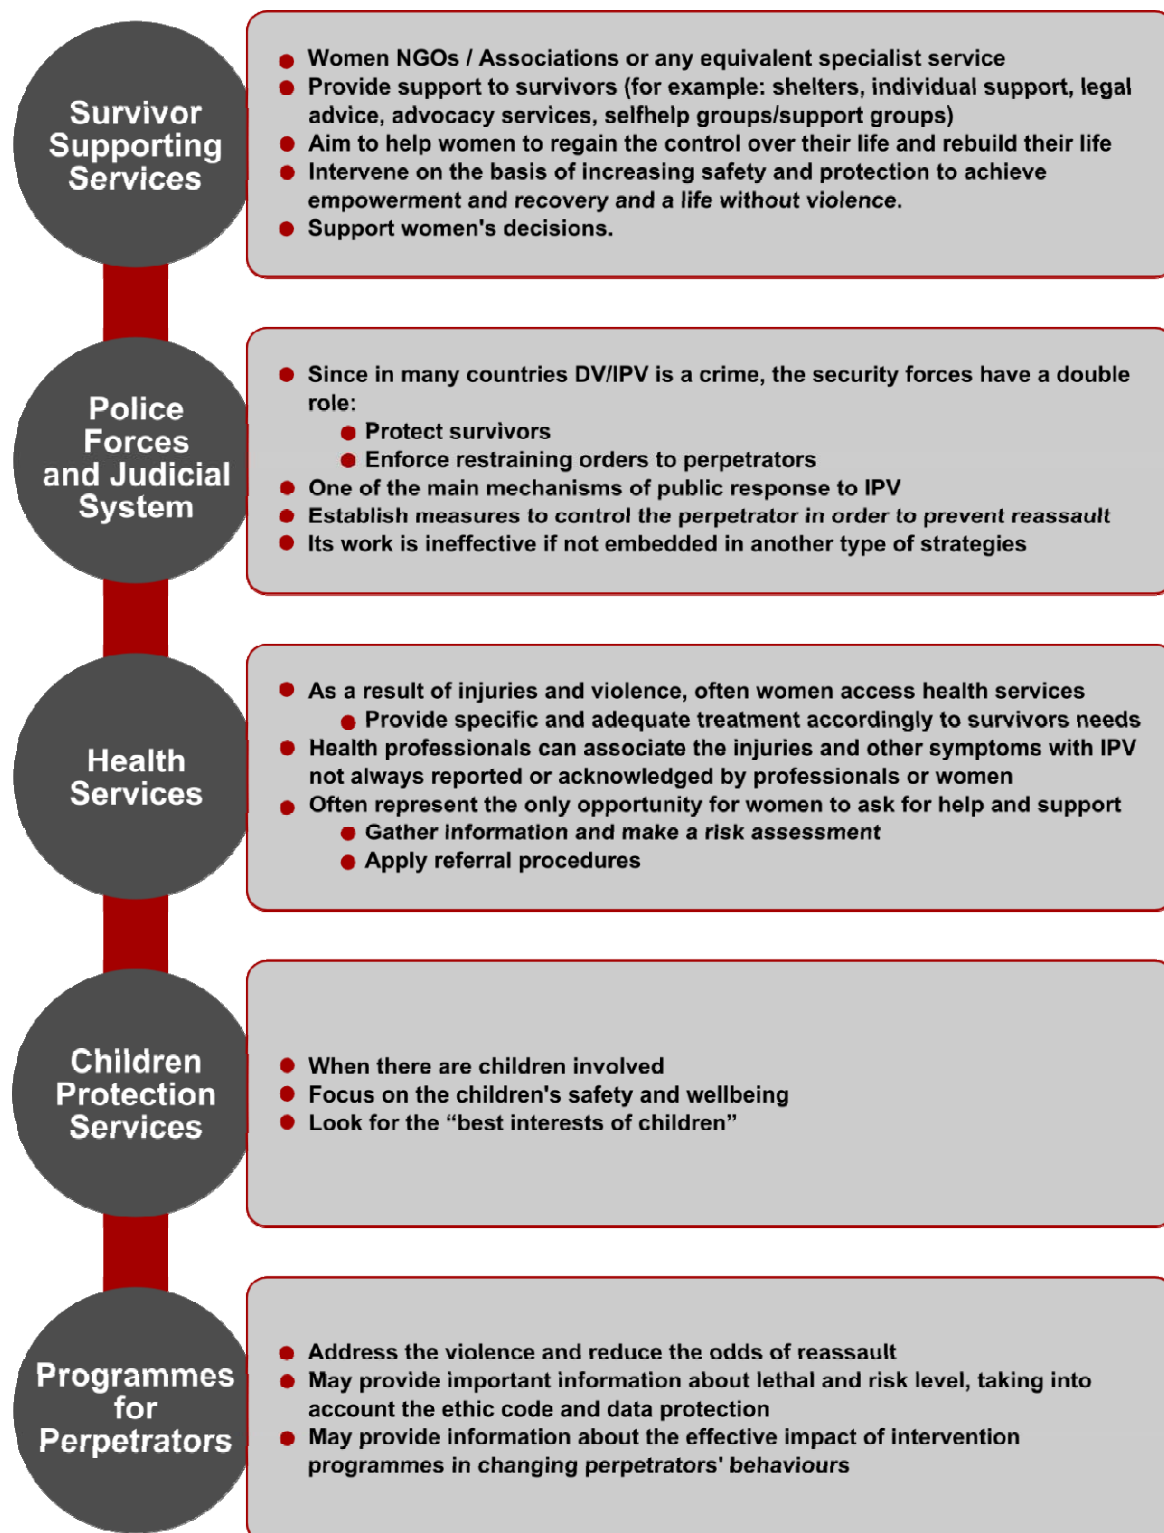 Survivor
Supporting
Services
Women NGOs / Associations or any equivalent specialist service
Provide support to survivors (for example: shelters, individual support, legal
advice, advocacy services, selfhelp groups/support groups)
Aim to help women to regain the control over their life and rebuild their life
Intervene on the basis of increasing safety and protection to achieve
empowerment and recovery and a life without violence.
Support women's decisions.
Police
Forces
and Judicial
System
Since in many countries DV/IPV is a crime, the security forces have a double
role:
Protect survivors
Enforce restraining orders to perpetrators
One of the main mechanisms of public response to IPV
Establish measures to control the perpetrator in order to prevent reassault
Its work is ineffective if not embedded in another type of strategies
Health
Services
As a result of injuries and violence, often women access health services
Provide specific and adequate treatment accordingly to survivors needs
Health professionals can associate the injuries and other symptoms with IPV
not always reported or acknowledged by professionals or women
Often represent the only opportunity for women to ask for help and support
Gather information and make a risk assessment
Apply referral procedures
Children
Protection
Services
When there are children involved
Focus on the children's safety and wellbeing
Look for the “best interests of children”
Programmes
for
Perpetrators
Address the violence and reduce the odds of reassault
May provide important information about lethal and risk level, taking into
account the ethic code and data protection
May provide information about the effective impact of intervention
programmes in changing perpetrators' behaviours